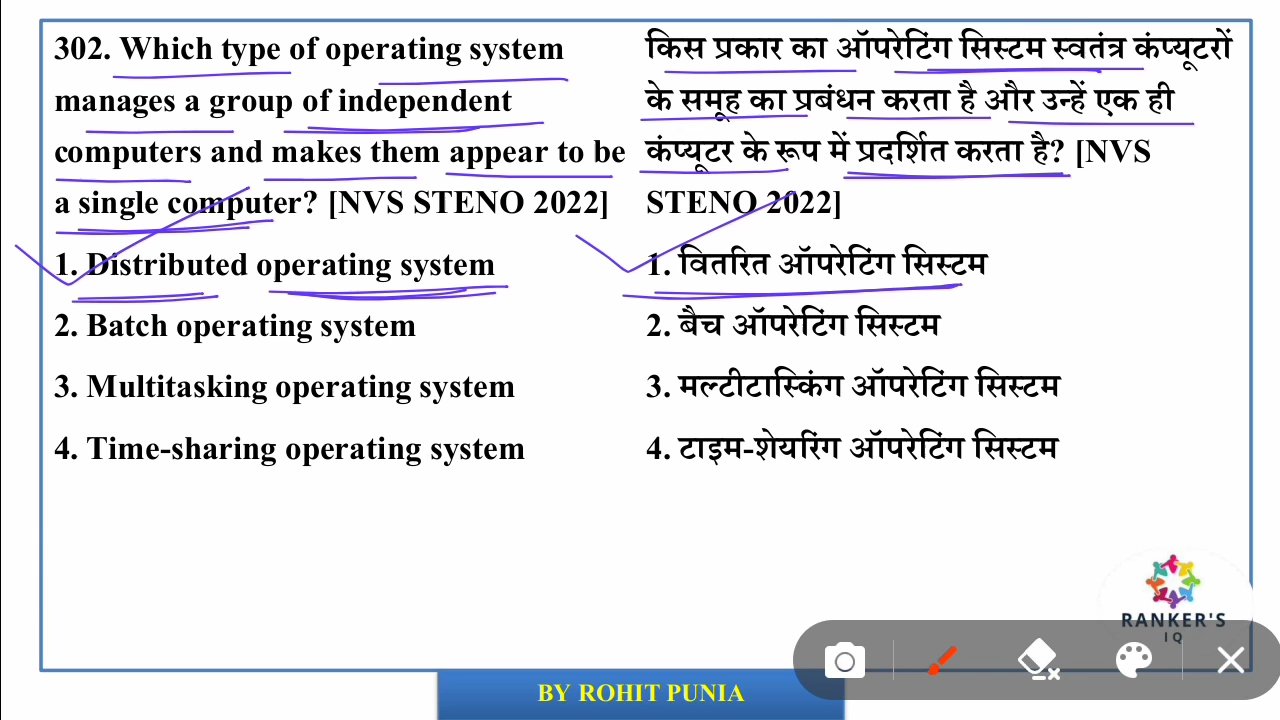 302. Which type of operating system
manages a group of independent
computers and makes them appear to be
a single computer? [NVS STENO 2022]
1. Distributed operating system
2. Batch operating system
3. Multitasking operating system
4. Time-sharing operating system
किस प्रकार का ऑपरेटिंग सिस्टम स्वतंत्र कंप्यूटरों
के समूह का प्रबंधन करता है और उन्हें एक ही
कंप्यूटर के रूप में प्रदर्शित करता है? [NVS
STENO 2022]
1. वितरित ऑपरेटिंग सिस्टम
2. बैच ऑपरेटिंग सिस्टम
3. मल्टीटास्किंग ऑपरेटिंग सिस्टम
4. टाइम-शेयरिंग ऑपरेटिंग सिस्टम
RANKER'S
IQ
BY ROHIT PUNIA